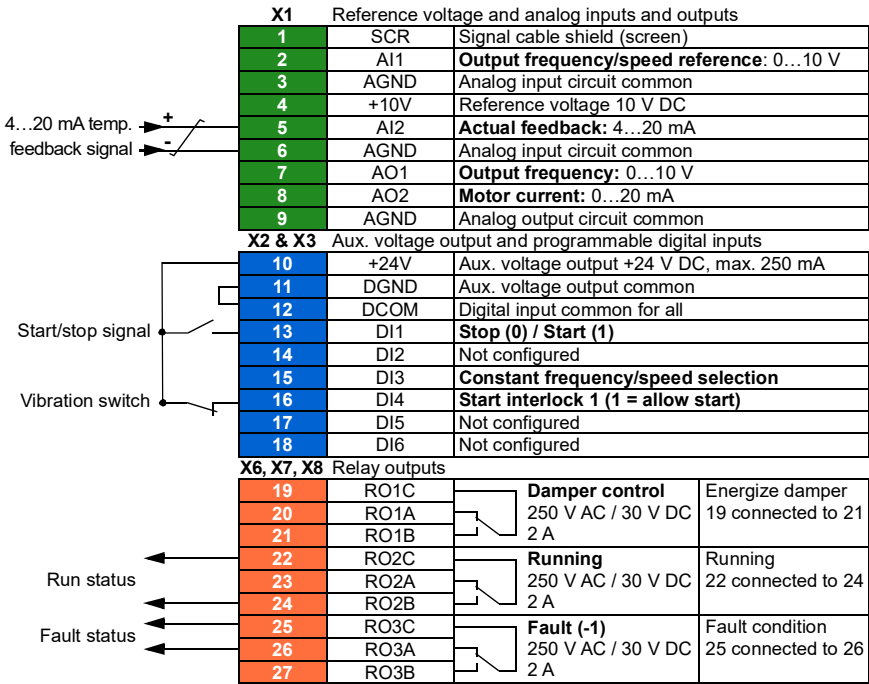 X1 Reference voltage and analog inputs and outputs
1 SCR Signal cable shield (screen)
2 AI1 Output frequency/speed reference: 0…10 V
3 AGND Analog input circuit common
4 +10V Reference voltage 10 V DC
4…20 mA temp. + 5 AI2 Actual feedback: 4…20 mA
feedback signal - 6 AGND Analog input circuit common
7 AO1 Output frequency: 0…10 V
8 AO2 Motor current: 0…20 mA
9 AGND Analog output circuit common
X2 & X3 Aux. voltage output and programmable digital inputs
10 +24V Aux. voltage output +24 V DC, max. 250 mA
11 DGND Aux. voltage output common
12 DCOM Digital input common for all
Start/stop signal 13 DI1 Stop (0) / Start (1)
14 DI2 Not configured
15 DI3 Constant frequency/speed selection
Vibration switch 16 DI4 Start interlock 1 (1 = allow start)
17 DI5 Not configured
18 DI6 Not configured
X6, X7, X8 Relay outputs
19 RO1C Damper control Energize damper
20 RO1A 250 V AC / 30 V DC 19 connected to 21
21 RO1B 2 A
22 RO2C Running Running
Run status 23 RO2A 250 V AC / 30 V DC 22 connected to 24
24 RO2B 2 A
25 RO3C Fault (-1) Fault condition
Fault status 26 RO3A 250 V AC / 30 V DC 25 connected to 26
27 RO3B 2 A